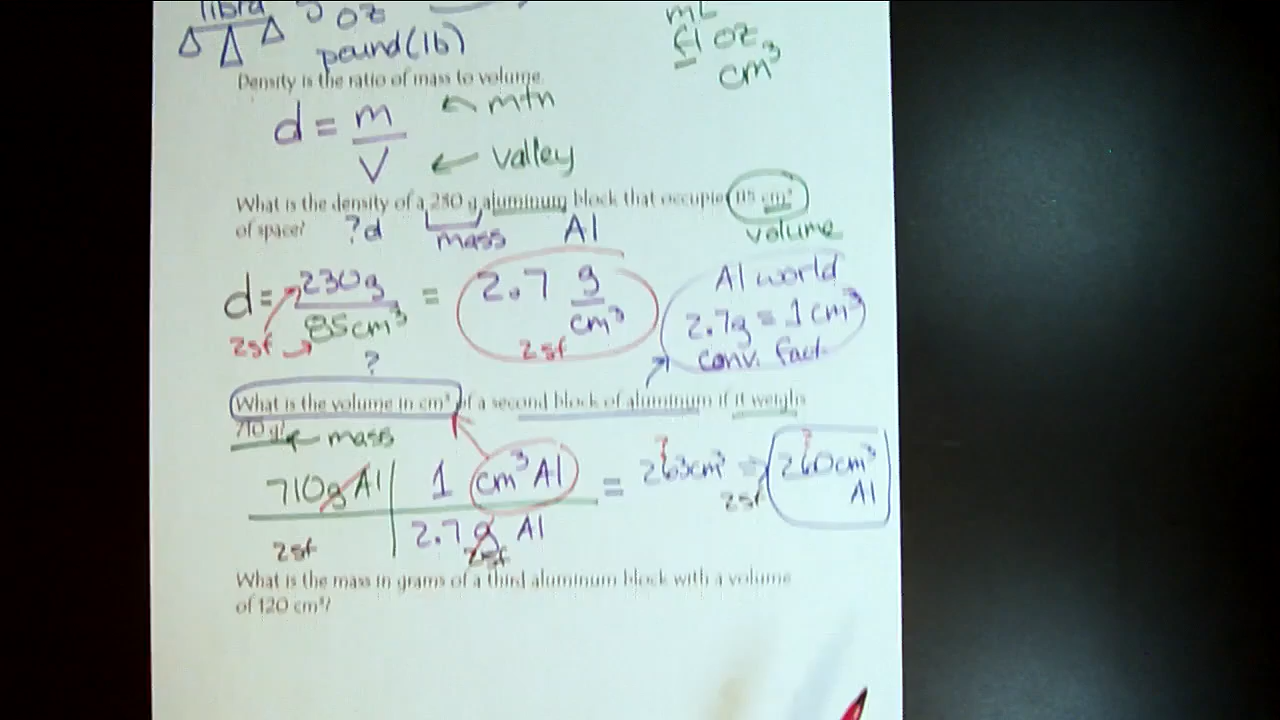 libra oz mL
pound (lb) fl oz
cm³
Density is the ratio of mass to volume.
d = m/V ← mtn
← valley
What is the density of a 230 g aluminum block that occupies cm³
of space? ?d mass Al volume
d = 230g/85cm³ = 2.7 g/cm³
2sf 2sf
Al world
2.7g = 1cm³
conv. fact.
?
What is the volume in cm³ of a second block of aluminum if it weighs
710 g? ← mass
710g Al | 1 cm³ Al = 263cm³ ⇒ 260cm³
2.7 g Al 2sf Al
2sf 2sf
What is the mass in grams of a third aluminum block with a volume
of 120 cm³?